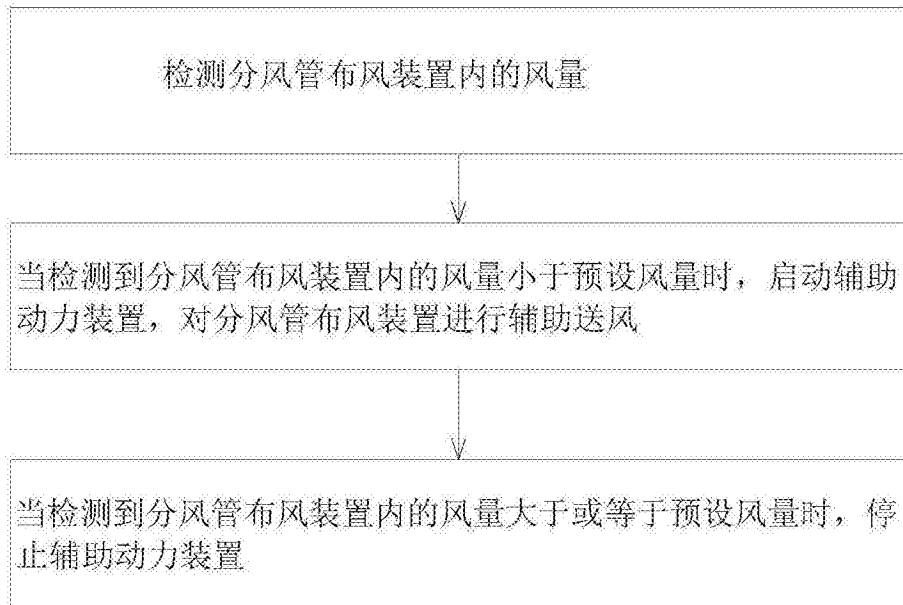 检测分风管布风装置内的风量
当检测到分风管布风装置内的风量小于预设风量时，启动辅助
动力装置，对分风管布风装置进行辅助送风
当检测到分风管布风装置内的风量大于或等于预设风量时，停
止辅助动力装置